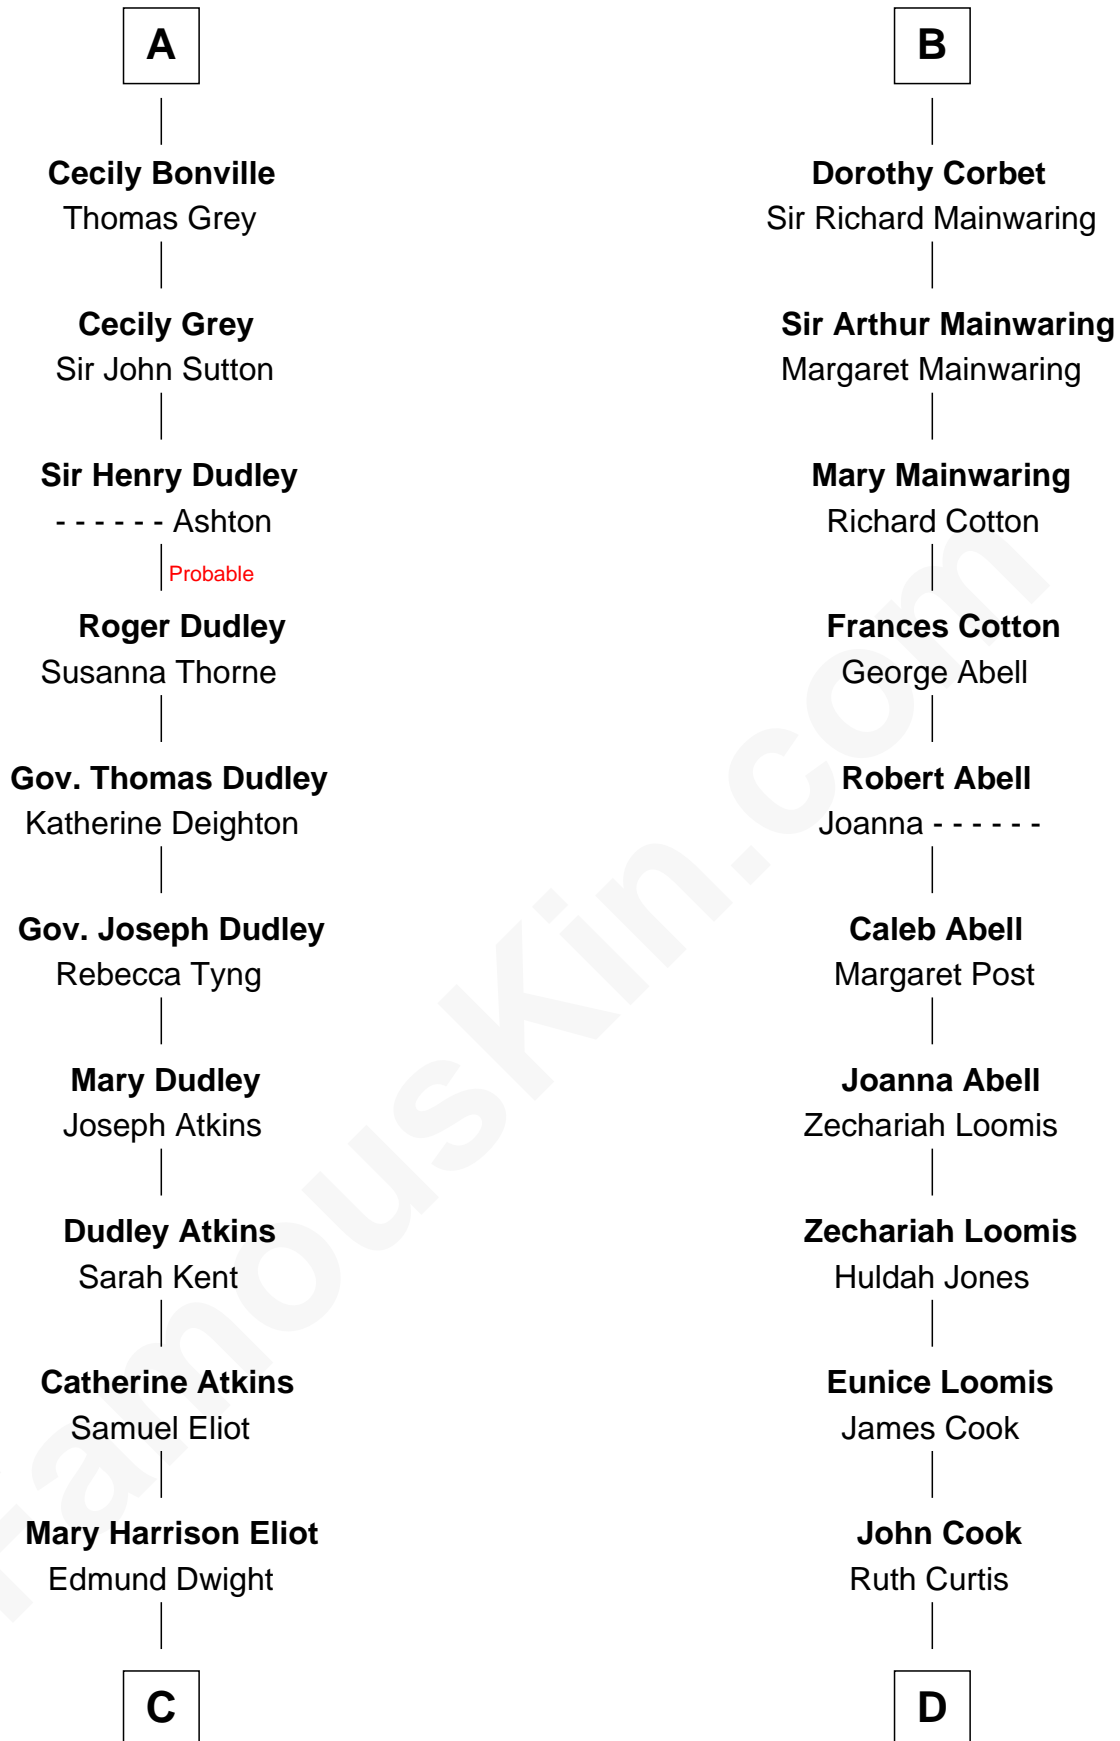 A
Cecily Bonville
Thomas Grey
Cecily Grey
Sir John Sutton
Sir Henry Dudley
- - - - - - Ashton
Probable
Roger Dudley
Susanna Thorne
Gov. Thomas Dudley
Katherine Deighton
Gov. Joseph Dudley
Rebecca Tyng
Mary Dudley
Joseph Atkins
Dudley Atkins
Sarah Kent
Catherine Atkins
Samuel Eliot
Mary Harrison Eliot
Edmund Dwight
C
B
Dorothy Corbet
Sir Richard Mainwaring
Sir Arthur Mainwaring
Margaret Mainwaring
Mary Mainwaring
Richard Cotton
Frances Cotton
George Abell
Robert Abell
Joanna - - - - - -
Caleb Abell
Margaret Post
Joanna Abell
Zechariah Loomis
Zechariah Loomis
Huldah Jones
Eunice Loomis
James Cook
John Cook
Ruth Curtis
D
FamousKin.com